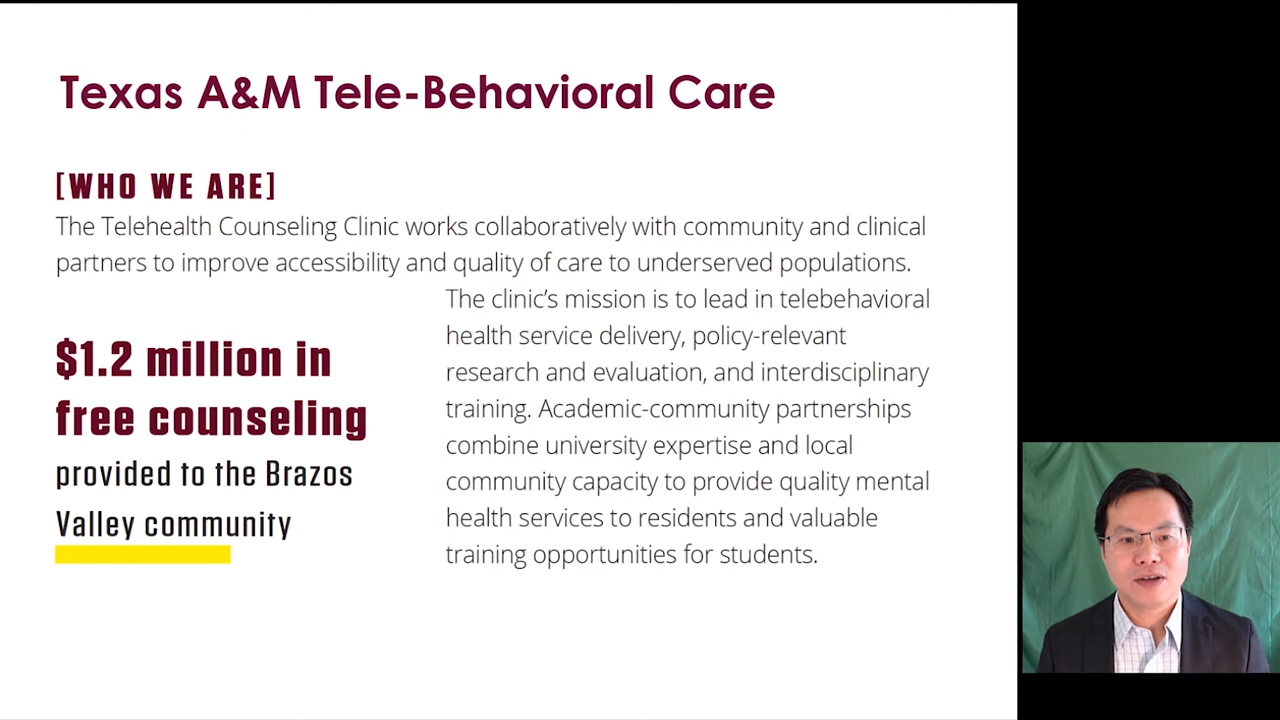 Texas A&M Tele-Behavioral Care
[WHO WE ARE]
The Telehealth Counseling Clinic works collaboratively with community and clinical
partners to improve accessibility and quality of care to underserved populations.
The clinic’s mission is to lead in telebehavioral
health service delivery, policy-relevant
research and evaluation, and interdisciplinary
training. Academic-community partnerships
combine university expertise and local
community capacity to provide quality mental
health services to residents and valuable
training opportunities for students.
$1.2 million in
free counseling
provided to the Brazos
Valley community